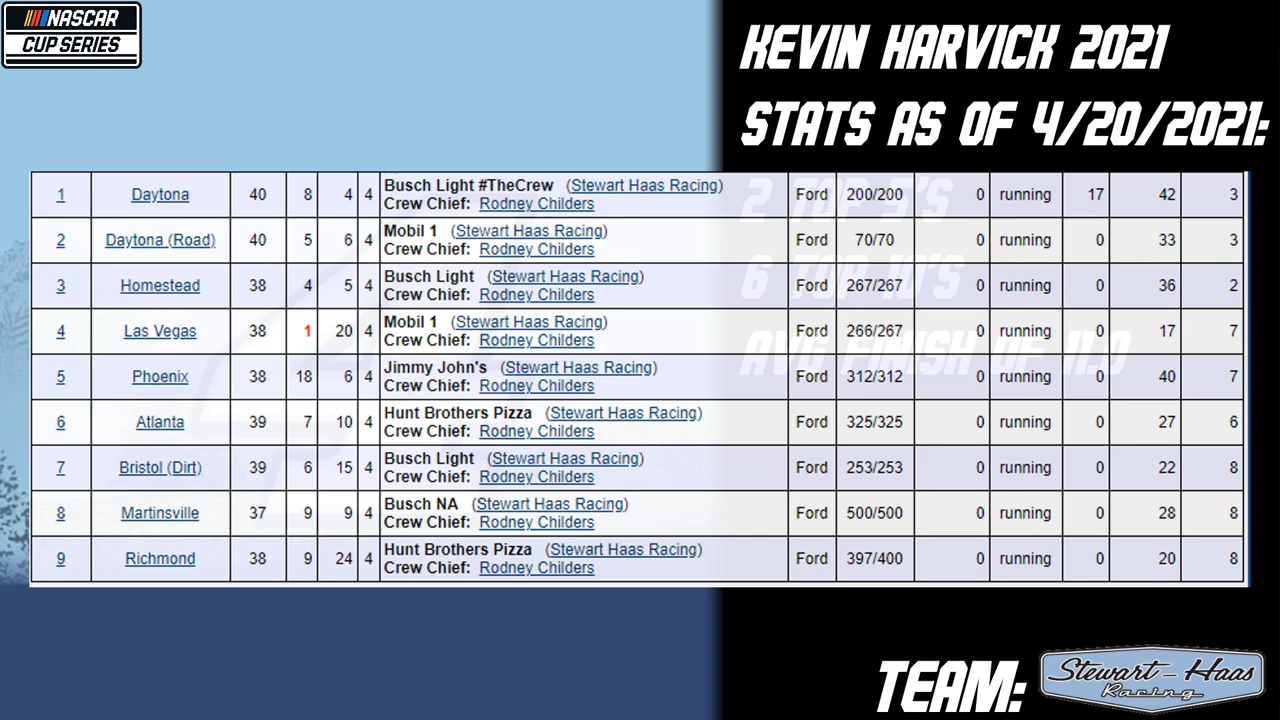 NASCAR
CUP SERIES
KEVIN HARVICK 2021
STATS AS OF 4/20/2021:
2 TOP 5'S
6 TOP 10'S
AVG FINISH OF 11.0
1 Daytona 40 8 4 4 Busch Light #TheCrew (Stewart Haas Racing) Ford 200/200 0 running 17 42 3
Crew Chief: Rodney Childers
2 Daytona (Road) 40 5 6 4 Mobil 1 (Stewart Haas Racing) Ford 70/70 0 running 0 33 3
Crew Chief: Rodney Childers
3 Homestead 38 4 5 4 Busch Light (Stewart Haas Racing) Ford 267/267 0 running 0 36 2
Crew Chief: Rodney Childers
4 Las Vegas 38 1 20 4 Mobil 1 (Stewart Haas Racing) Ford 266/267 0 running 0 17 7
Crew Chief: Rodney Childers
5 Phoenix 38 18 6 4 Jimmy John's (Stewart Haas Racing) Ford 312/312 0 running 0 40 7
Crew Chief: Rodney Childers
6 Atlanta 39 7 10 4 Hunt Brothers Pizza (Stewart Haas Racing) Ford 325/325 0 running 0 27 6
Crew Chief: Rodney Childers
7 Bristol (Dirt) 39 6 15 4 Busch Light (Stewart Haas Racing) Ford 253/253 0 running 0 22 8
Crew Chief: Rodney Childers
8 Martinsville 37 9 9 4 Busch NA (Stewart Haas Racing) Ford 500/500 0 running 0 28 8
Crew Chief: Rodney Childers
9 Richmond 38 9 24 4 Hunt Brothers Pizza (Stewart Haas Racing) Ford 397/400 0 running 0 20 8
Crew Chief: Rodney Childers
TEAM:
Stewart-Haas
Racing